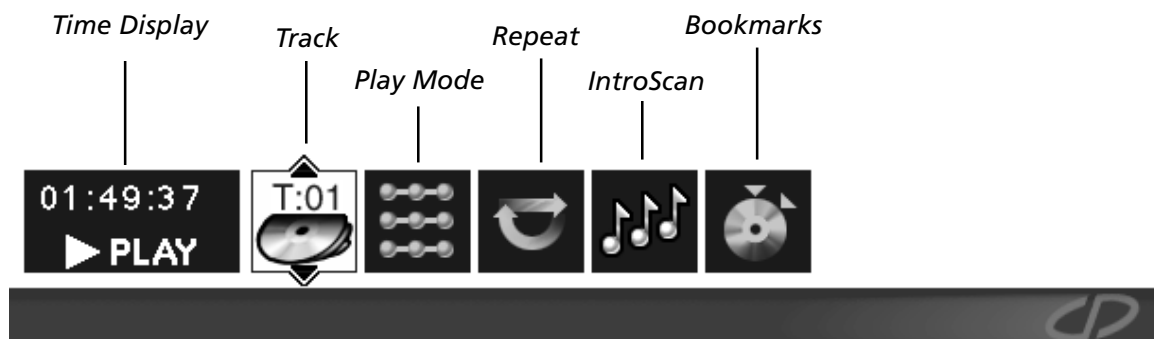 Time Display
Track
Play Mode
Repeat
IntroScan
Bookmarks
01:49:37
PLAY
T:01